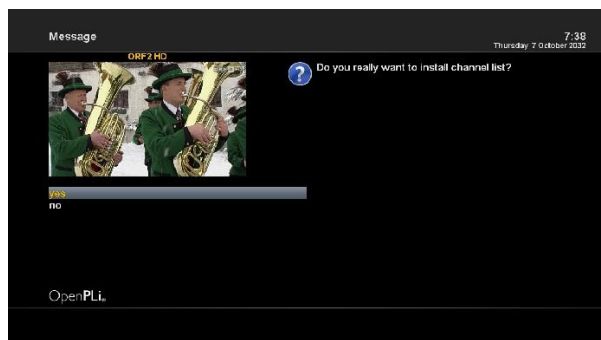 Message
7:38
Thursday 7 October 2032
ORF2 HD
Do you really want to install channel list?
yes
no
OpenPLi.